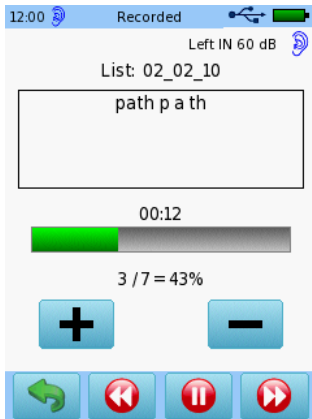 12:00 Recorded
Left IN 60 dB
List: 02_02_10
path p a th
00:12
3 / 7 = 43%